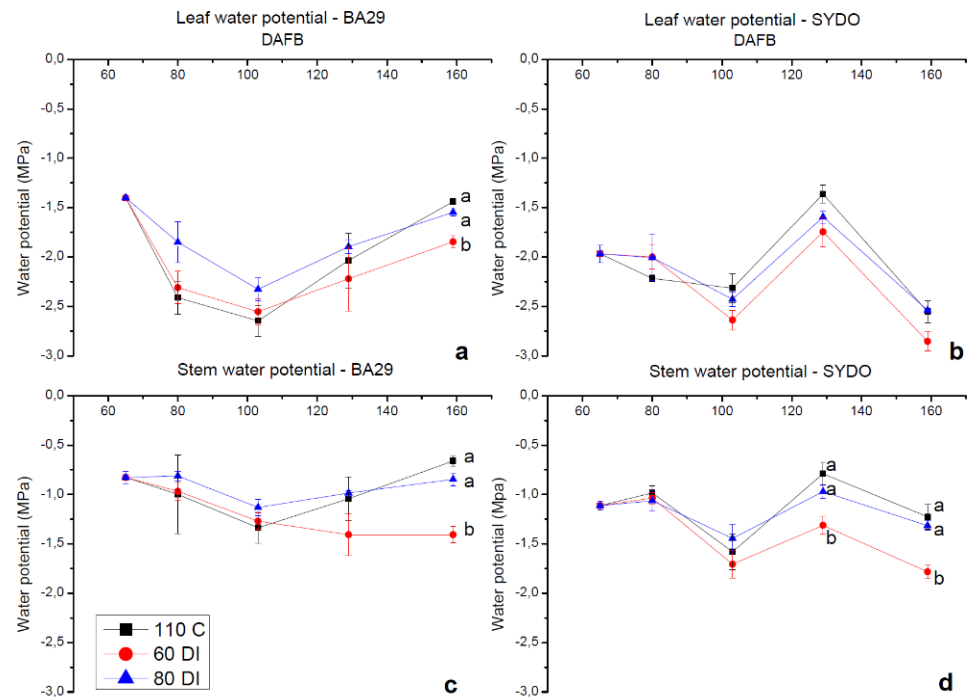 Leaf water potential - BA29
DAFB
60 80 100 120 140 160
0,0
-0,5
-1,0
-1,5
-2,0
-2,5
-3,0
Water potential (MPa)
a
a
b
a
Leaf water potential - SYDO
DAFB
60 80 100 120 140 160
0,0
-0,5
-1,0
-1,5
-2,0
-2,5
-3,0
Water potential (MPa)
b
Stem water potential - BA29
60 80 100 120 140 160
0,0
-0,5
-1,0
-1,5
-2,0
-2,5
-3,0
Water potential (Mpa)
a
a
b
110 C
60 DI
80 DI
c
Stem water potential - SYDO
60 80 100 120 140 160
0,0
-0,5
-1,0
-1,5
-2,0
-2,5
-3,0
Water potential (Mpa)
a
a
b
a
a
b
d